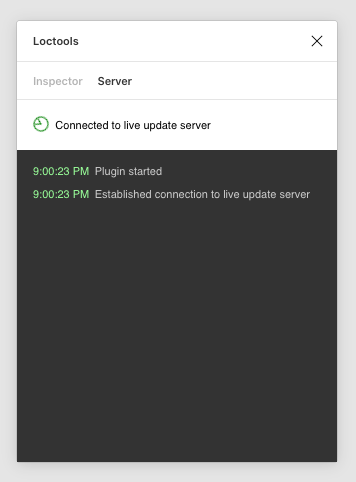 Loctools
Inspector Server
Connected to live update server
9:00:23 PM Plugin started
9:00:23 PM Established connection to live update server